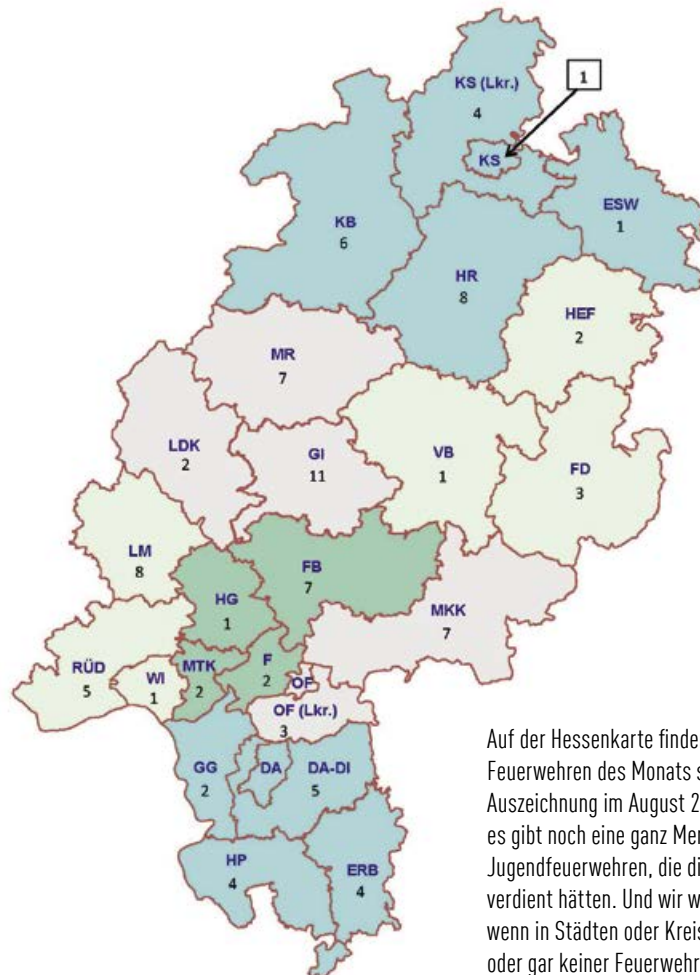 1
KS (Lkr.)
4
KS
ESW
1
KB
6
HR
8
HEF
2
MR
7
LDK
2
GI
11
VB
1
FD
3
LM
8
FB
7
HG
1
MKK
7
RÜD
5
WI
1
MTK
2
F
2
OF
OF (Lkr.)
3
GG
2
DA
DA-DI
5
HP
4
ERB
4
Auf der Hessenkarte finde
Feuerwehren des Monats s
Auszeichnung im August 2
es gibt noch eine ganz Men
Jugendfeuerwehren, die di
verdient hätten. Und wir w
wenn in Städten oder Kreis
oder gar keiner Feuerwehr